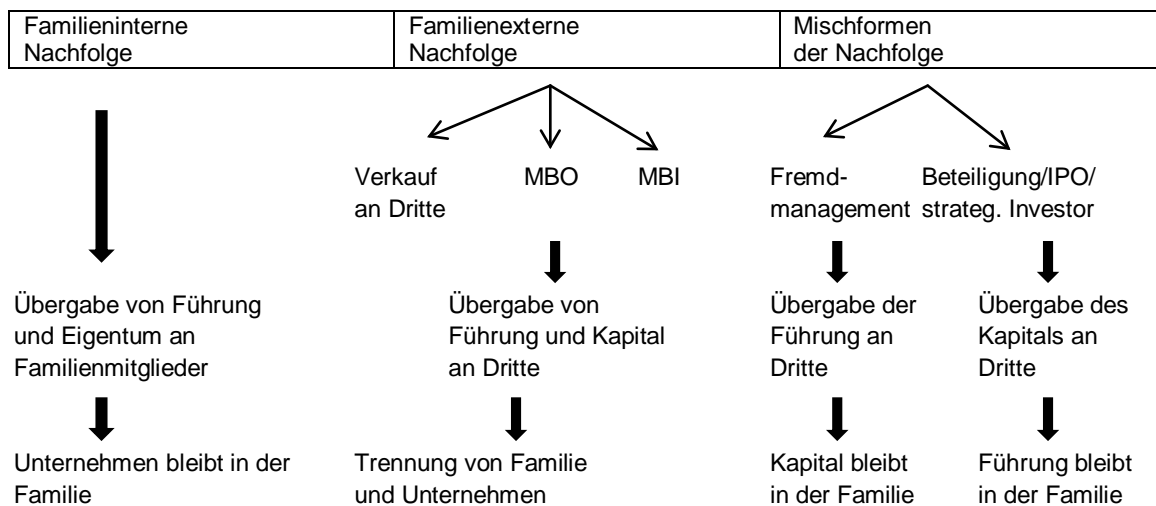 Familieninterne
Nachfolge
Familienexterne
Nachfolge
Mischformen
der Nachfolge
Verkauf
an Dritte
MBO
MBI
Fremd-
management
Beteiligung/IPO/
strateg. Investor
Übergabe von Führung
und Eigentum an
Familienmitglieder
Übergabe von
Führung und Kapital
an Dritte
Übergabe der
Führung an
Dritte
Übergabe des
Kapitals an
Dritte
Unternehmen bleibt in der
Familie
Trennung von Familie
und Unternehmen
Kapital bleibt
in der Familie
Führung bleibt
in der Familie